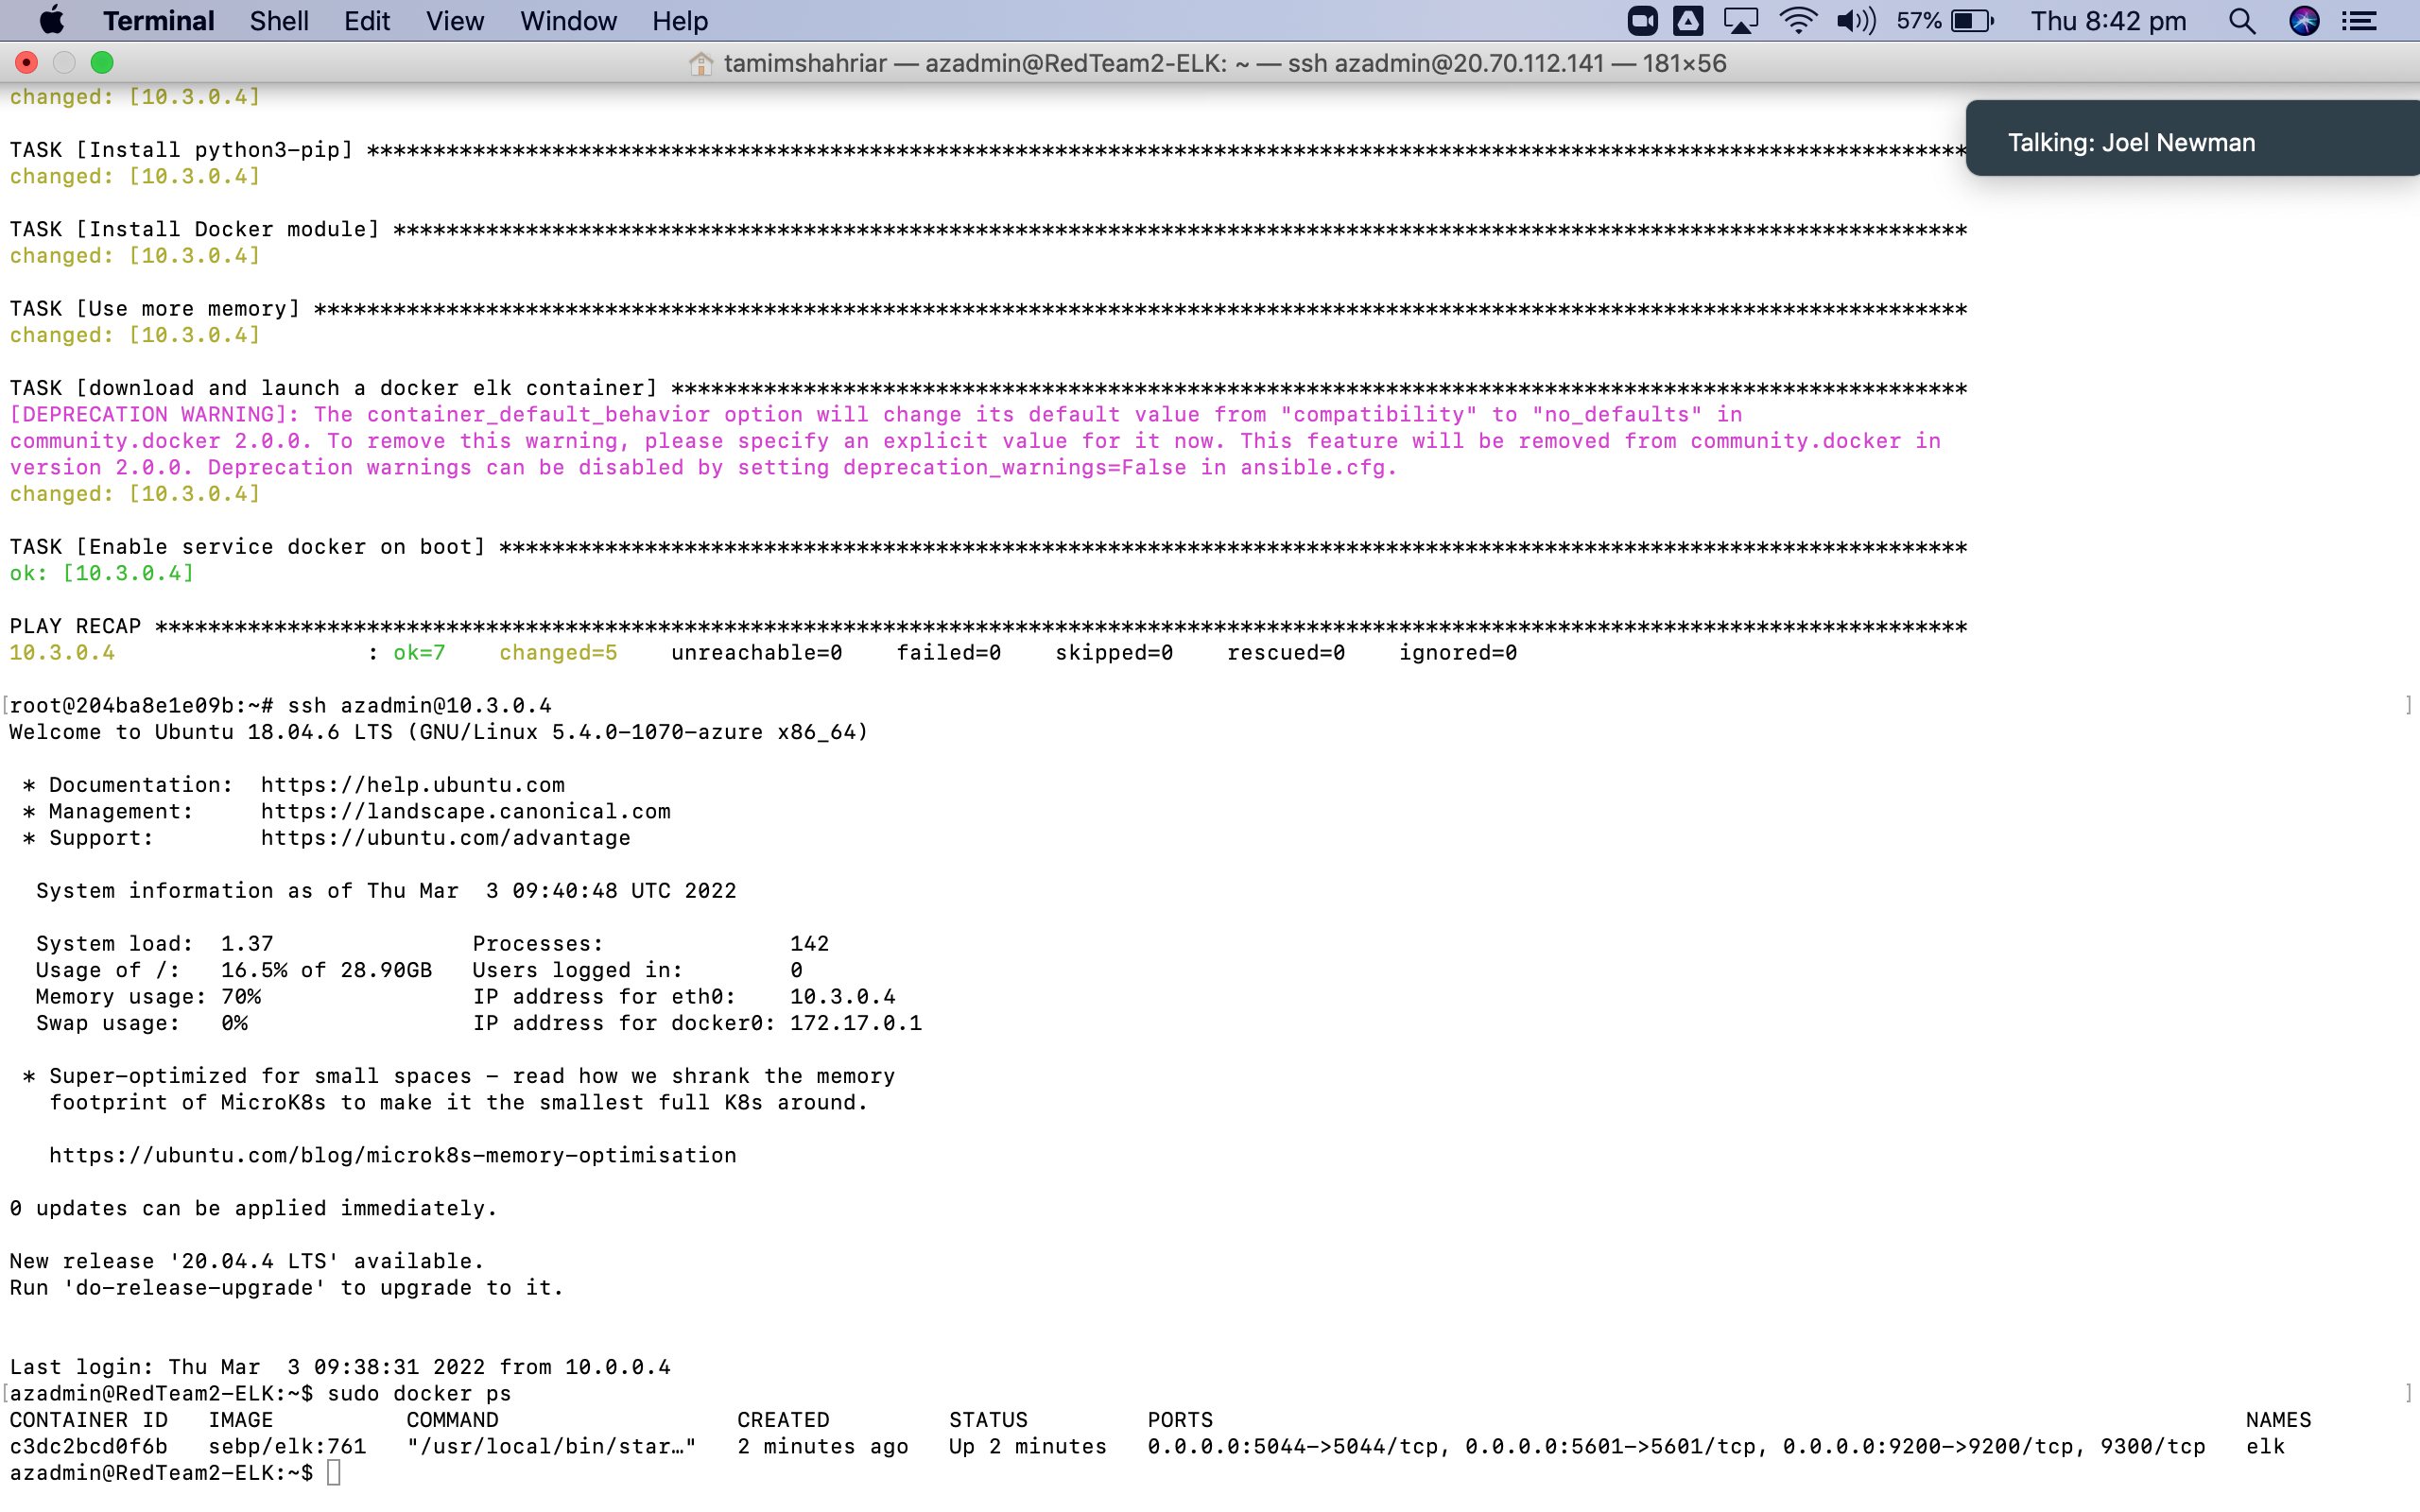 Terminal Shell Edit View Window Help 57% Thu 8:42 pm
tamimshahriar — azadmin@RedTeam2-ELK: ~ — ssh azadmin@20.70.112.141 — 181×56
changed: [10.3.0.4]
Talking: Joel Newman
TASK [Install python3-pip] *************************************************************************************************************************
changed: [10.3.0.4]
TASK [Install Docker module] ***********************************************************************************************************************
changed: [10.3.0.4]
TASK [Use more memory] *****************************************************************************************************************************
changed: [10.3.0.4]
TASK [download and launch a docker elk container] **************************************************************************************************
[DEPRECATION WARNING]: The container_default_behavior option will change its default value from "compatibility" to "no_defaults" in
community.docker 2.0.0. To remove this warning, please specify an explicit value for it now. This feature will be removed from community.docker in
version 2.0.0. Deprecation warnings can be disabled by setting deprecation_warnings=False in ansible.cfg.
changed: [10.3.0.4]
TASK [Enable service docker on boot] ***************************************************************************************************************
ok: [10.3.0.4]
PLAY RECAP *****************************************************************************************************************************************
10.3.0.4                   : ok=7    changed=5    unreachable=0    failed=0    skipped=0    rescued=0    ignored=0
[root@204ba8e1e09b:~# ssh azadmin@10.3.0.4 ]
Welcome to Ubuntu 18.04.6 LTS (GNU/Linux 5.4.0-1070-azure x86_64)
* Documentation:  https://help.ubuntu.com
* Management:     https://landscape.canonical.com
* Support:        https://ubuntu.com/advantage
System information as of Thu Mar  3 09:40:48 UTC 2022
System load:  1.37               Processes:              142
Usage of /:   16.5% of 28.90GB   Users logged in:        0
Memory usage: 70%                IP address for eth0:    10.3.0.4
Swap usage:   0%                 IP address for docker0: 172.17.0.1
* Super-optimized for small spaces - read how we shrank the memory
footprint of MicroK8s to make it the smallest full K8s around.
https://ubuntu.com/blog/microk8s-memory-optimisation
0 updates can be applied immediately.
New release '20.04.4 LTS' available.
Run 'do-release-upgrade' to upgrade to it.
Last login: Thu Mar  3 09:38:31 2022 from 10.0.0.4
[azadmin@RedTeam2-ELK:~$ sudo docker ps ]
CONTAINER ID   IMAGE          COMMAND                  CREATED         STATUS         PORTS                                                                              NAMES
c3dc2bcd0f6b   sebp/elk:761   "/usr/local/bin/star…"   2 minutes ago   Up 2 minutes   0.0.0.0:5044->5044/tcp, 0.0.0.0:5601->5601/tcp, 0.0.0.0:9200->9200/tcp, 9300/tcp   elk
azadmin@RedTeam2-ELK:~$